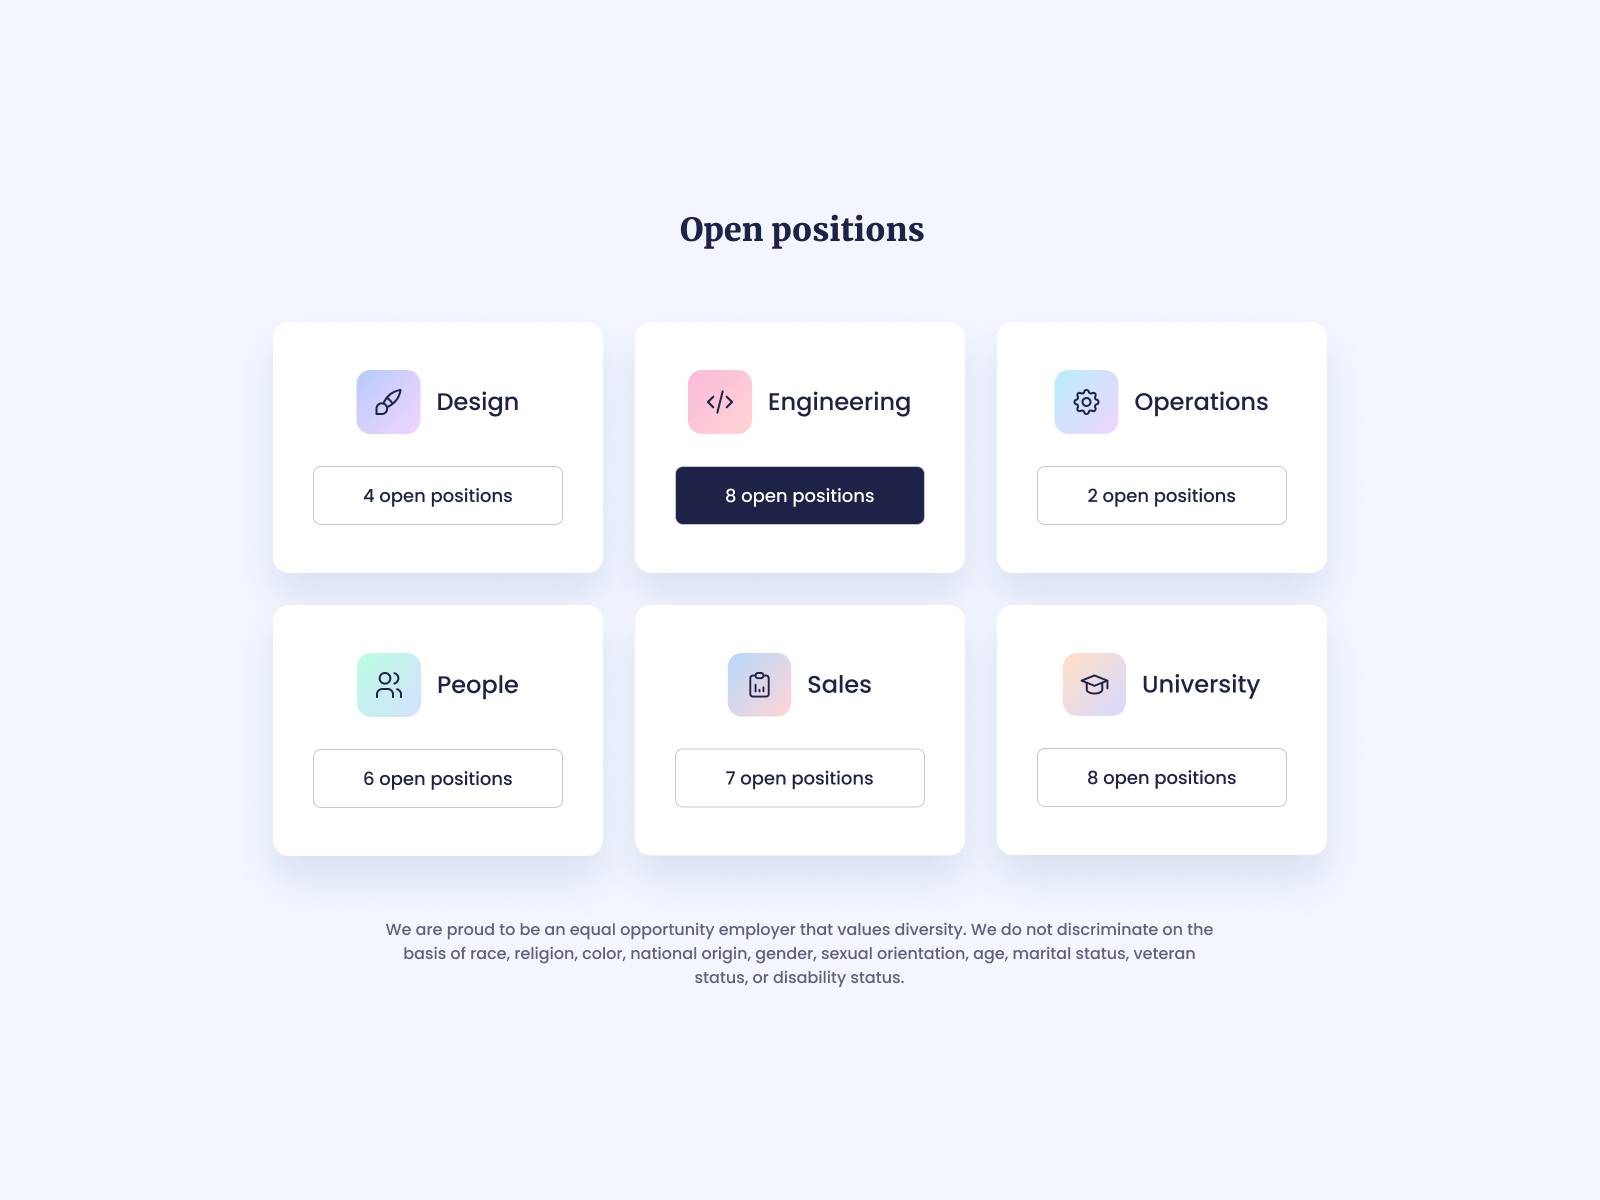 Open positions
Design
4 open positions
Engineering
8 open positions
Operations
2 open positions
People
6 open positions
Sales
7 open positions
University
8 open positions
We are proud to be an equal opportunity employer that values diversity. We do not discriminate on the
basis of race, religion, color, national origin, gender, sexual orientation, age, marital status, veteran
status, or disability status.